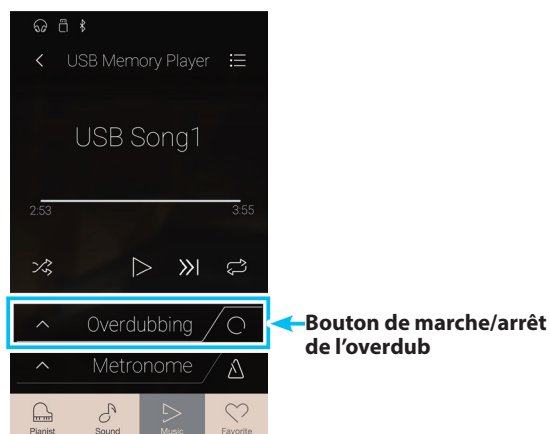 USB Memory Player
USB Song1
2:53 3:55
Overdubbing
Bouton de marche/arrêt
de l’overdub
Metronome
Pianist Sound Music Favorite